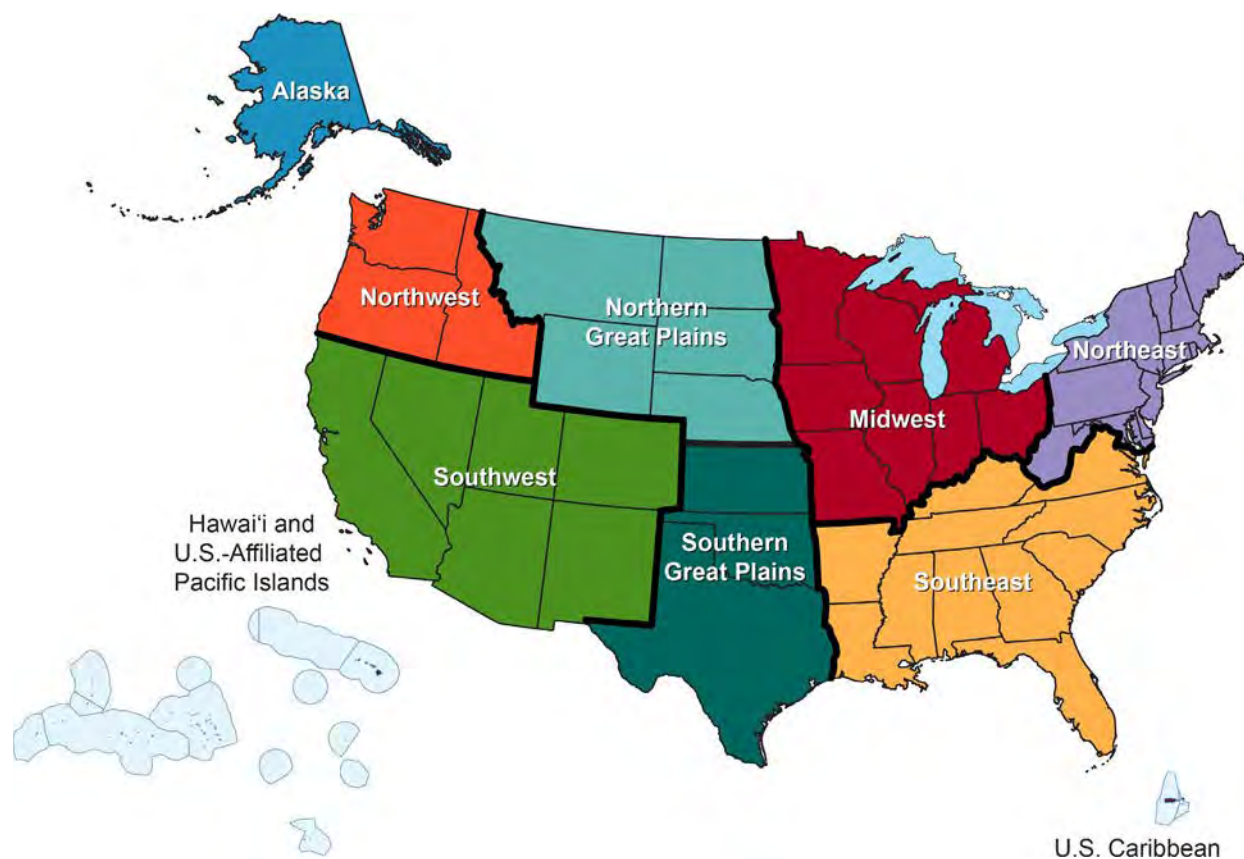 Alaska
Northwest
Northern
Great Plains
Northeast
Midwest
Southwest
Hawai‘i and
U.S.-Affiliated
Pacific Islands
Southern
Great Plains
Southeast
U.S. Caribbean